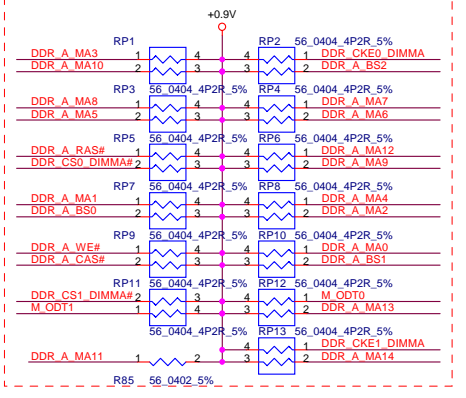 +0.9V
RP1 RP2 56_0404_4P2R_5%
DDR_A_MA3 1 4 4 1 DDR_CKE0_DIMMA
DDR_A_MA10 2 3 3 2 DDR_A_BS2
RP3 56_0404_4P2R_5% RP4 56_0404_4P2R_5%
DDR_A_MA8 1 4 4 1 DDR_A_MA7
DDR_A_MA5 2 3 3 2 DDR_A_MA6
RP5 56_0404_4P2R_5% RP6 56_0404_4P2R_5%
DDR_A_RAS# 1 4 4 1 DDR_A_MA12
DDR_CS0_DIMMA# 2 3 3 2 DDR_A_MA9
RP7 56_0404_4P2R_5% RP8 56_0404_4P2R_5%
DDR_A_MA1 1 4 4 1 DDR_A_MA4
DDR_A_BS0 2 3 3 2 DDR_A_MA2
RP9 56_0404_4P2R_5% RP10 56_0404_4P2R_5%
DDR_A_WE# 1 4 4 1 DDR_A_MA0
DDR_A_CAS# 2 3 3 2 DDR_A_BS1
RP11 56_0404_4P2R_5% RP12 56_0404_4P2R_5%
DDR_CS1_DIMMA# 2 3 4 1 M_ODT0
M_ODT1 1 4 3 2 DDR_A_MA13
56_0404_4P2R_5% RP13 56_0404_4P2R_5%
4 1 DDR_CKE1_DIMMA
DDR_A_MA11 1 2 3 2 DDR_A_MA14
R85 56_0402_5%